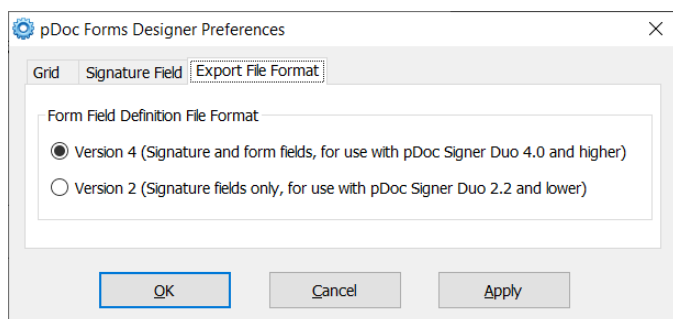 pDoc Forms Designer Preferences
Grid Signature Field Export File Format
Form Field Definition File Format
Version 4 (Signature and form fields, for use with pDoc Signer Duo 4.0 and higher)
Version 2 (Signature fields only, for use with pDoc Signer Duo 2.2 and lower)
OK Cancel Apply